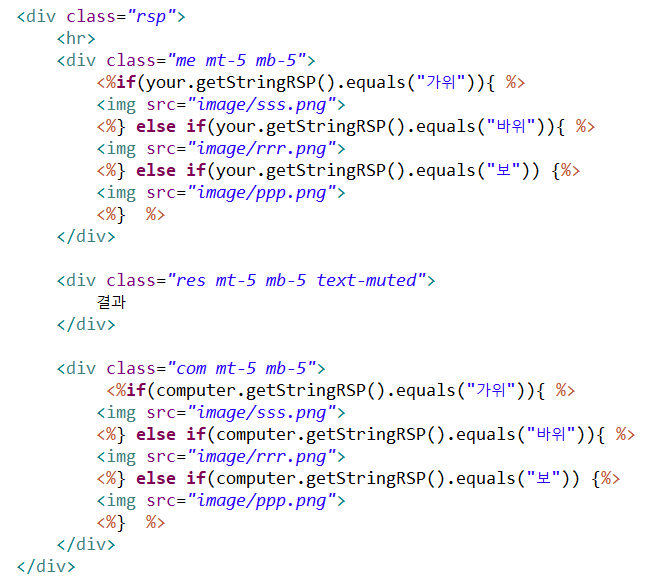 <div class="rsp">
    <hr>
    <div class="me mt-5 mb-5">
        <%if(your.getStringRSP().equals("가위")){ %>
        <img src="image/sss.png">
        <%} else if(your.getStringRSP().equals("바위")){ %>
        <img src="image/rrr.png">
        <%} else if(your.getStringRSP().equals("보")) {%>
        <img src="image/ppp.png">
        <%}  %>
    </div>

    <div class="res mt-5 mb-5 text-muted">
        결과
    </div>

    <div class="com mt-5 mb-5">
         <%if(computer.getStringRSP().equals("가위")){ %>
        <img src="image/sss.png">
        <%} else if(computer.getStringRSP().equals("바위")){ %>
        <img src="image/rrr.png">
        <%} else if(computer.getStringRSP().equals("보")) {%>
        <img src="image/ppp.png">
        <%}  %>
    </div>
</div>